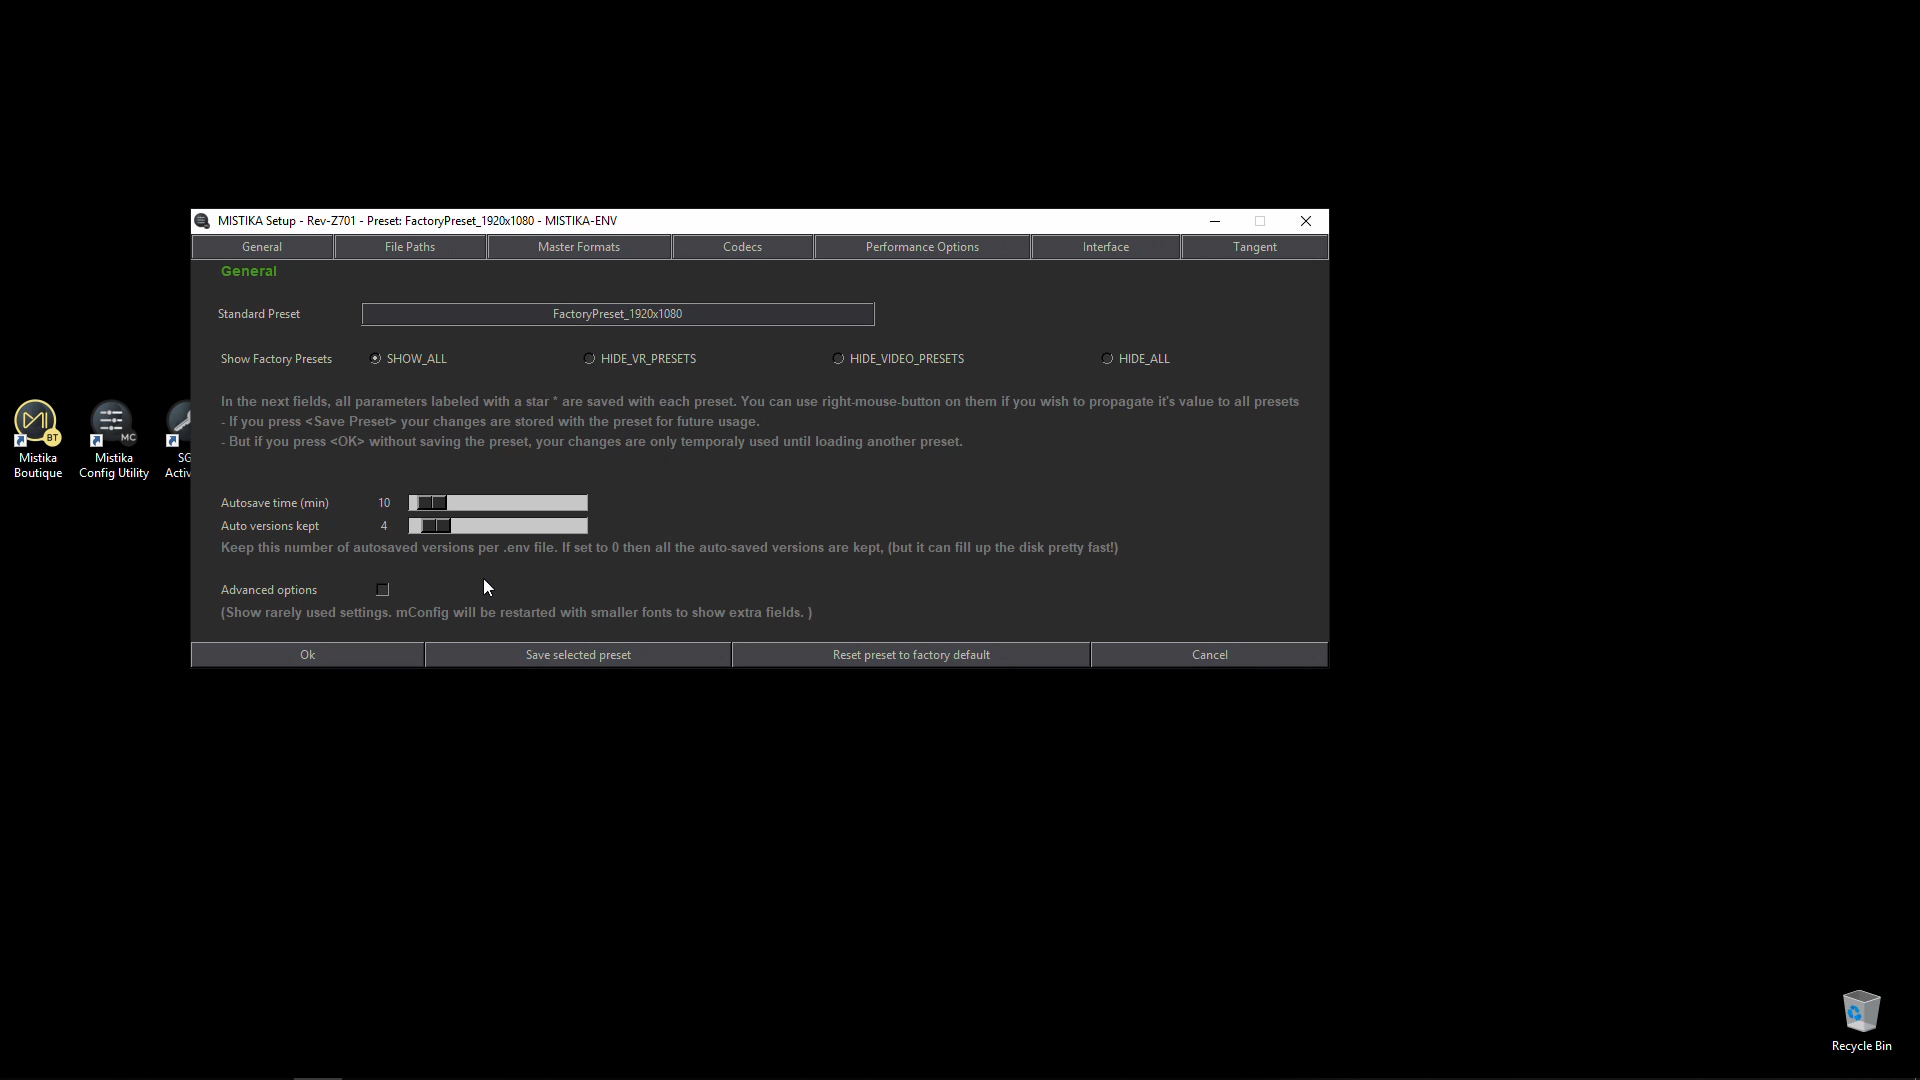 MISTIKA Setup - Rev-Z701 - Preset: FactoryPreset_1920x1080 - MISTIKA-ENV
General File Paths Master Formats Codecs Performance Options Interface Tangent
General
Standard Preset FactoryPreset_1920x1080
Show Factory Presets SHOW_ALL HIDE_VR_PRESETS HIDE_VIDEO_PRESETS HIDE_ALL
In the next fields, all parameters labeled with a star * are saved with each preset. You can use right-mouse-button on them if you wish to propagate it's value to all presets
- If you press <Save Preset> your changes are stored with the preset for future usage.
- But if you press <OK> without saving the preset, your changes are only temporaly used until loading another preset.
Autosave time (min) 10
Auto versions kept 4
Keep this number of autosaved versions per .env file. If set to 0 then all the auto-saved versions are kept, (but it can fill up the disk pretty fast!)
Advanced options
(Show rarely used settings. mConfig will be restarted with smaller fonts to show extra fields. )
Ok Save selected preset Reset preset to factory default Cancel
BT
Mistika
Boutique
MC
Mistika
Config Utility
SG
Activ
Recycle Bin